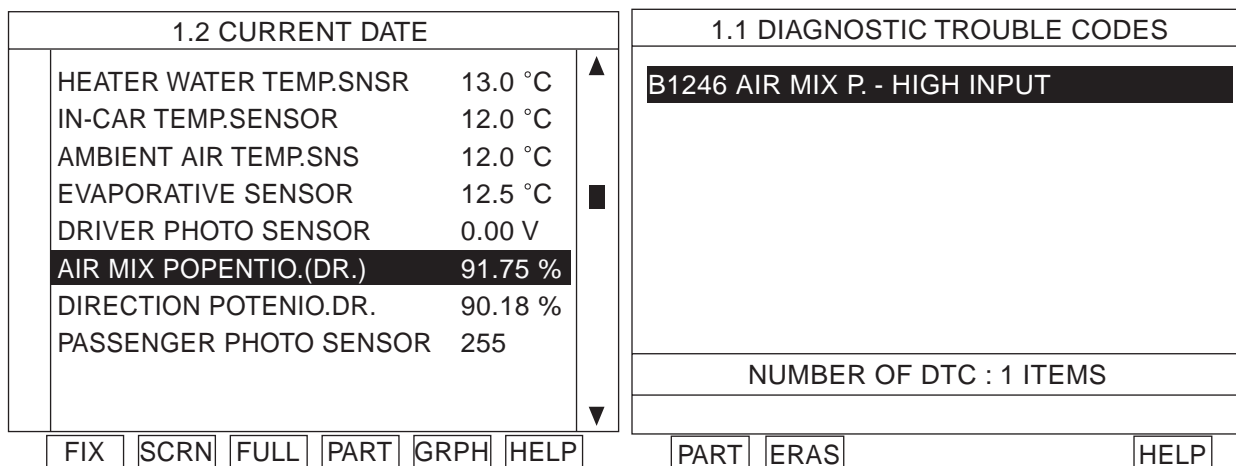 1.2 CURRENT DATE
HEATER WATER TEMP.SNSR 13.0 °C
IN-CAR TEMP.SENSOR 12.0 °C
AMBIENT AIR TEMP.SNS 12.0 °C
EVAPORATIVE SENSOR 12.5 °C
DRIVER PHOTO SENSOR 0.00 V
AIR MIX POPENTIO.(DR.) 91.75 %
DIRECTION POTENIO.DR. 90.18 %
PASSENGER PHOTO SENSOR 255
FIX SCRN FULL PART GRPH HELP
1.1 DIAGNOSTIC TROUBLE CODES
B1246 AIR MIX P. - HIGH INPUT
NUMBER OF DTC : 1 ITEMS
PART ERAS HELP